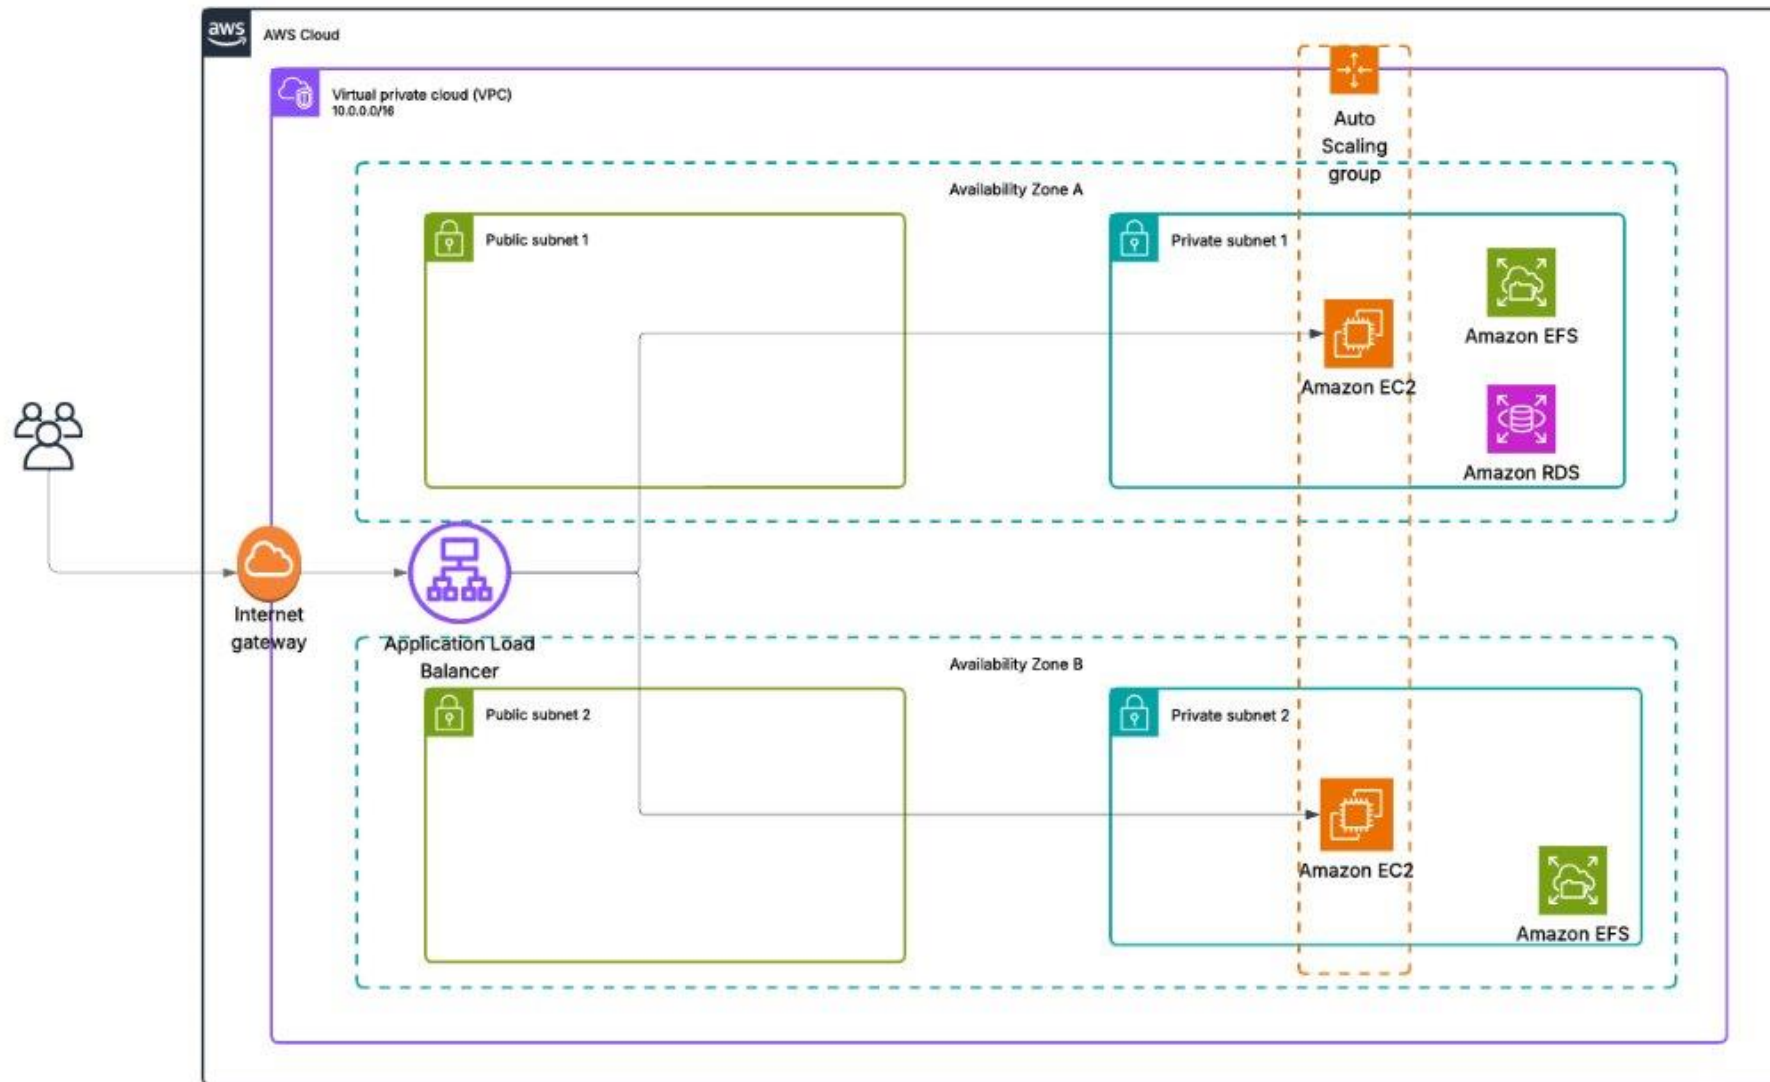 aws
AWS Cloud
Virtual private cloud (VPC)
10.0.0.0/16
Auto
Scaling
group
Availability Zone A
Public subnet 1
Private subnet 1
Amazon EFS
Amazon EC2
Amazon RDS
Internet
gateway
Application Load
Balancer
Availability Zone B
Public subnet 2
Private subnet 2
Amazon EC2
Amazon EFS